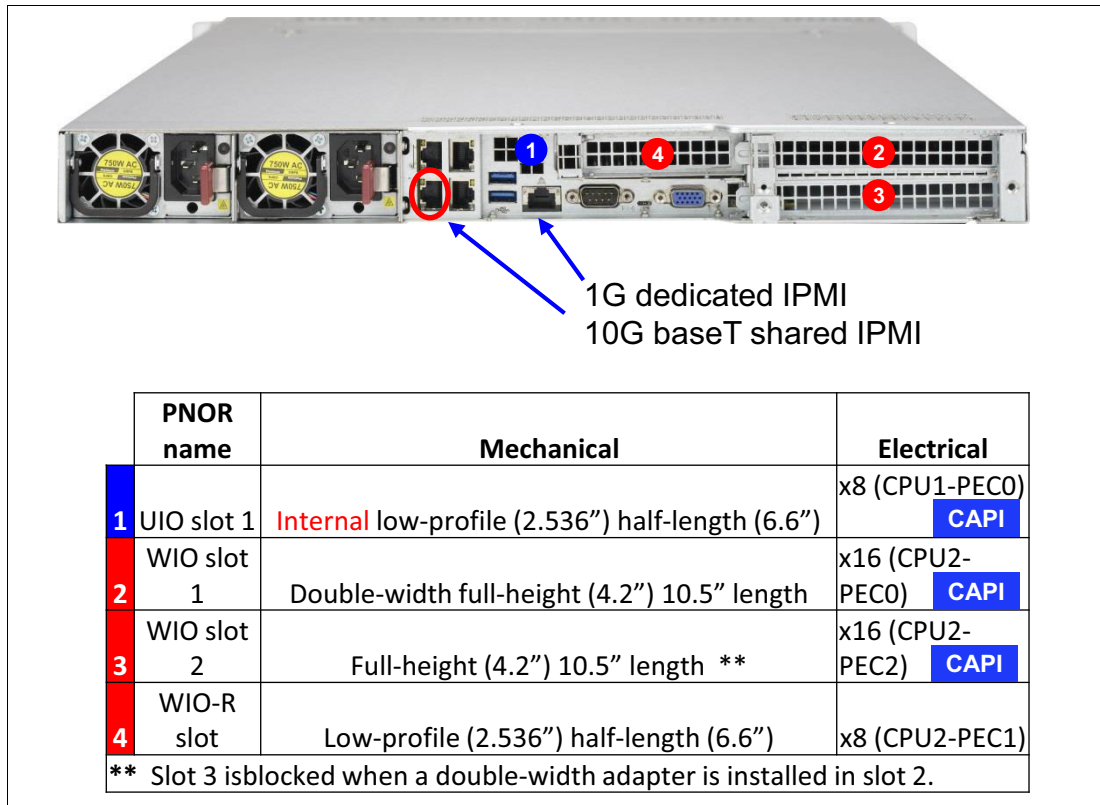 750W AC
750W AC
1
4
2
3
1G dedicated IPMI
10G baseT shared IPMI
PNOR
name
Mechanical
Electrical
1
UIO slot 1
Internal low-profile (2.536”) half-length (6.6”)
x8 (CPU1-PEC0)
CAPI
2
WIO slot
1
Double-width full-height (4.2”) 10.5” length
x16 (CPU2-
PEC0)
CAPI
3
WIO slot
2
Full-height (4.2”) 10.5” length **
x16 (CPU2-
PEC2)
CAPI
4
WIO-R
slot
Low-profile (2.536”) half-length (6.6”)
x8 (CPU2-PEC1)
** Slot 3 isblocked when a double-width adapter is installed in slot 2.